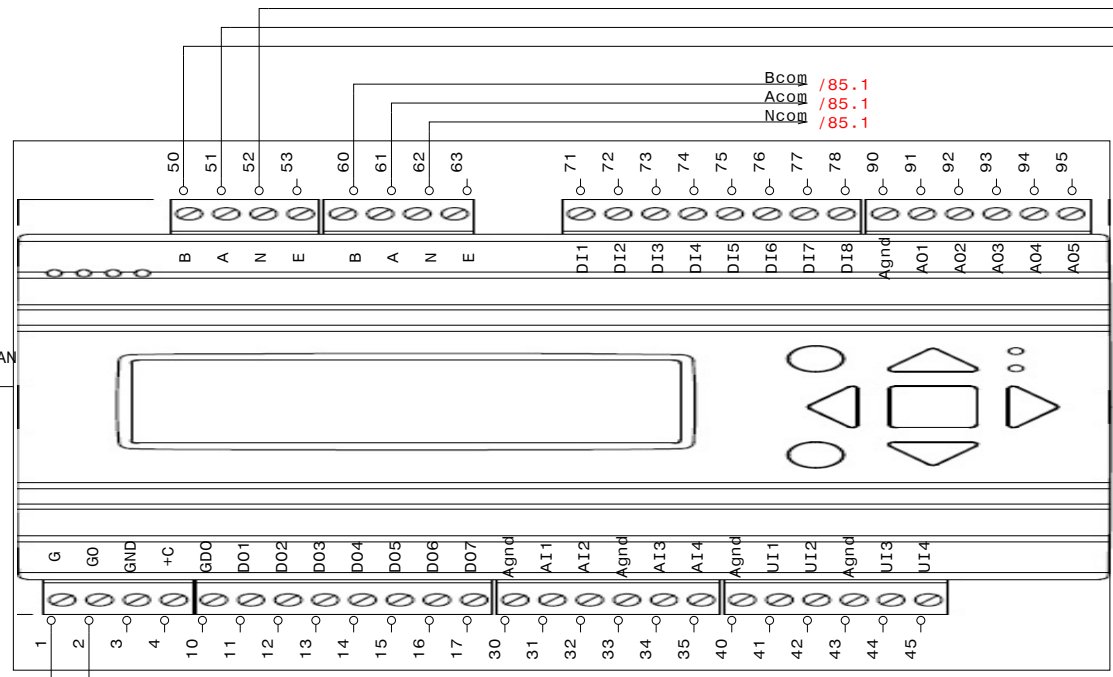 Bcom /85.1
Acom /85.1
Ncom /85.1
50 51 52 53 60 61 62 63 71 72 73 74 75 76 77 78 90 91 92 93 94 95
B A N E B A N E DI1 DI2 DI3 DI4 DI5 DI6 DI7 DI8 Agnd AO1 AO2 AO3 AO4 AO5
AN
G G0 GND +C GDO DO1 DO2 DO3 DO4 DO5 DO6 DO7 Agnd AI1 AI2 Agnd AI3 AI4 Agnd UI1 UI2 Agnd UI3 UI4
1 2 3 4 10 11 12 13 14 15 16 17 30 31 32 33 34 35 40 41 42 43 44 45